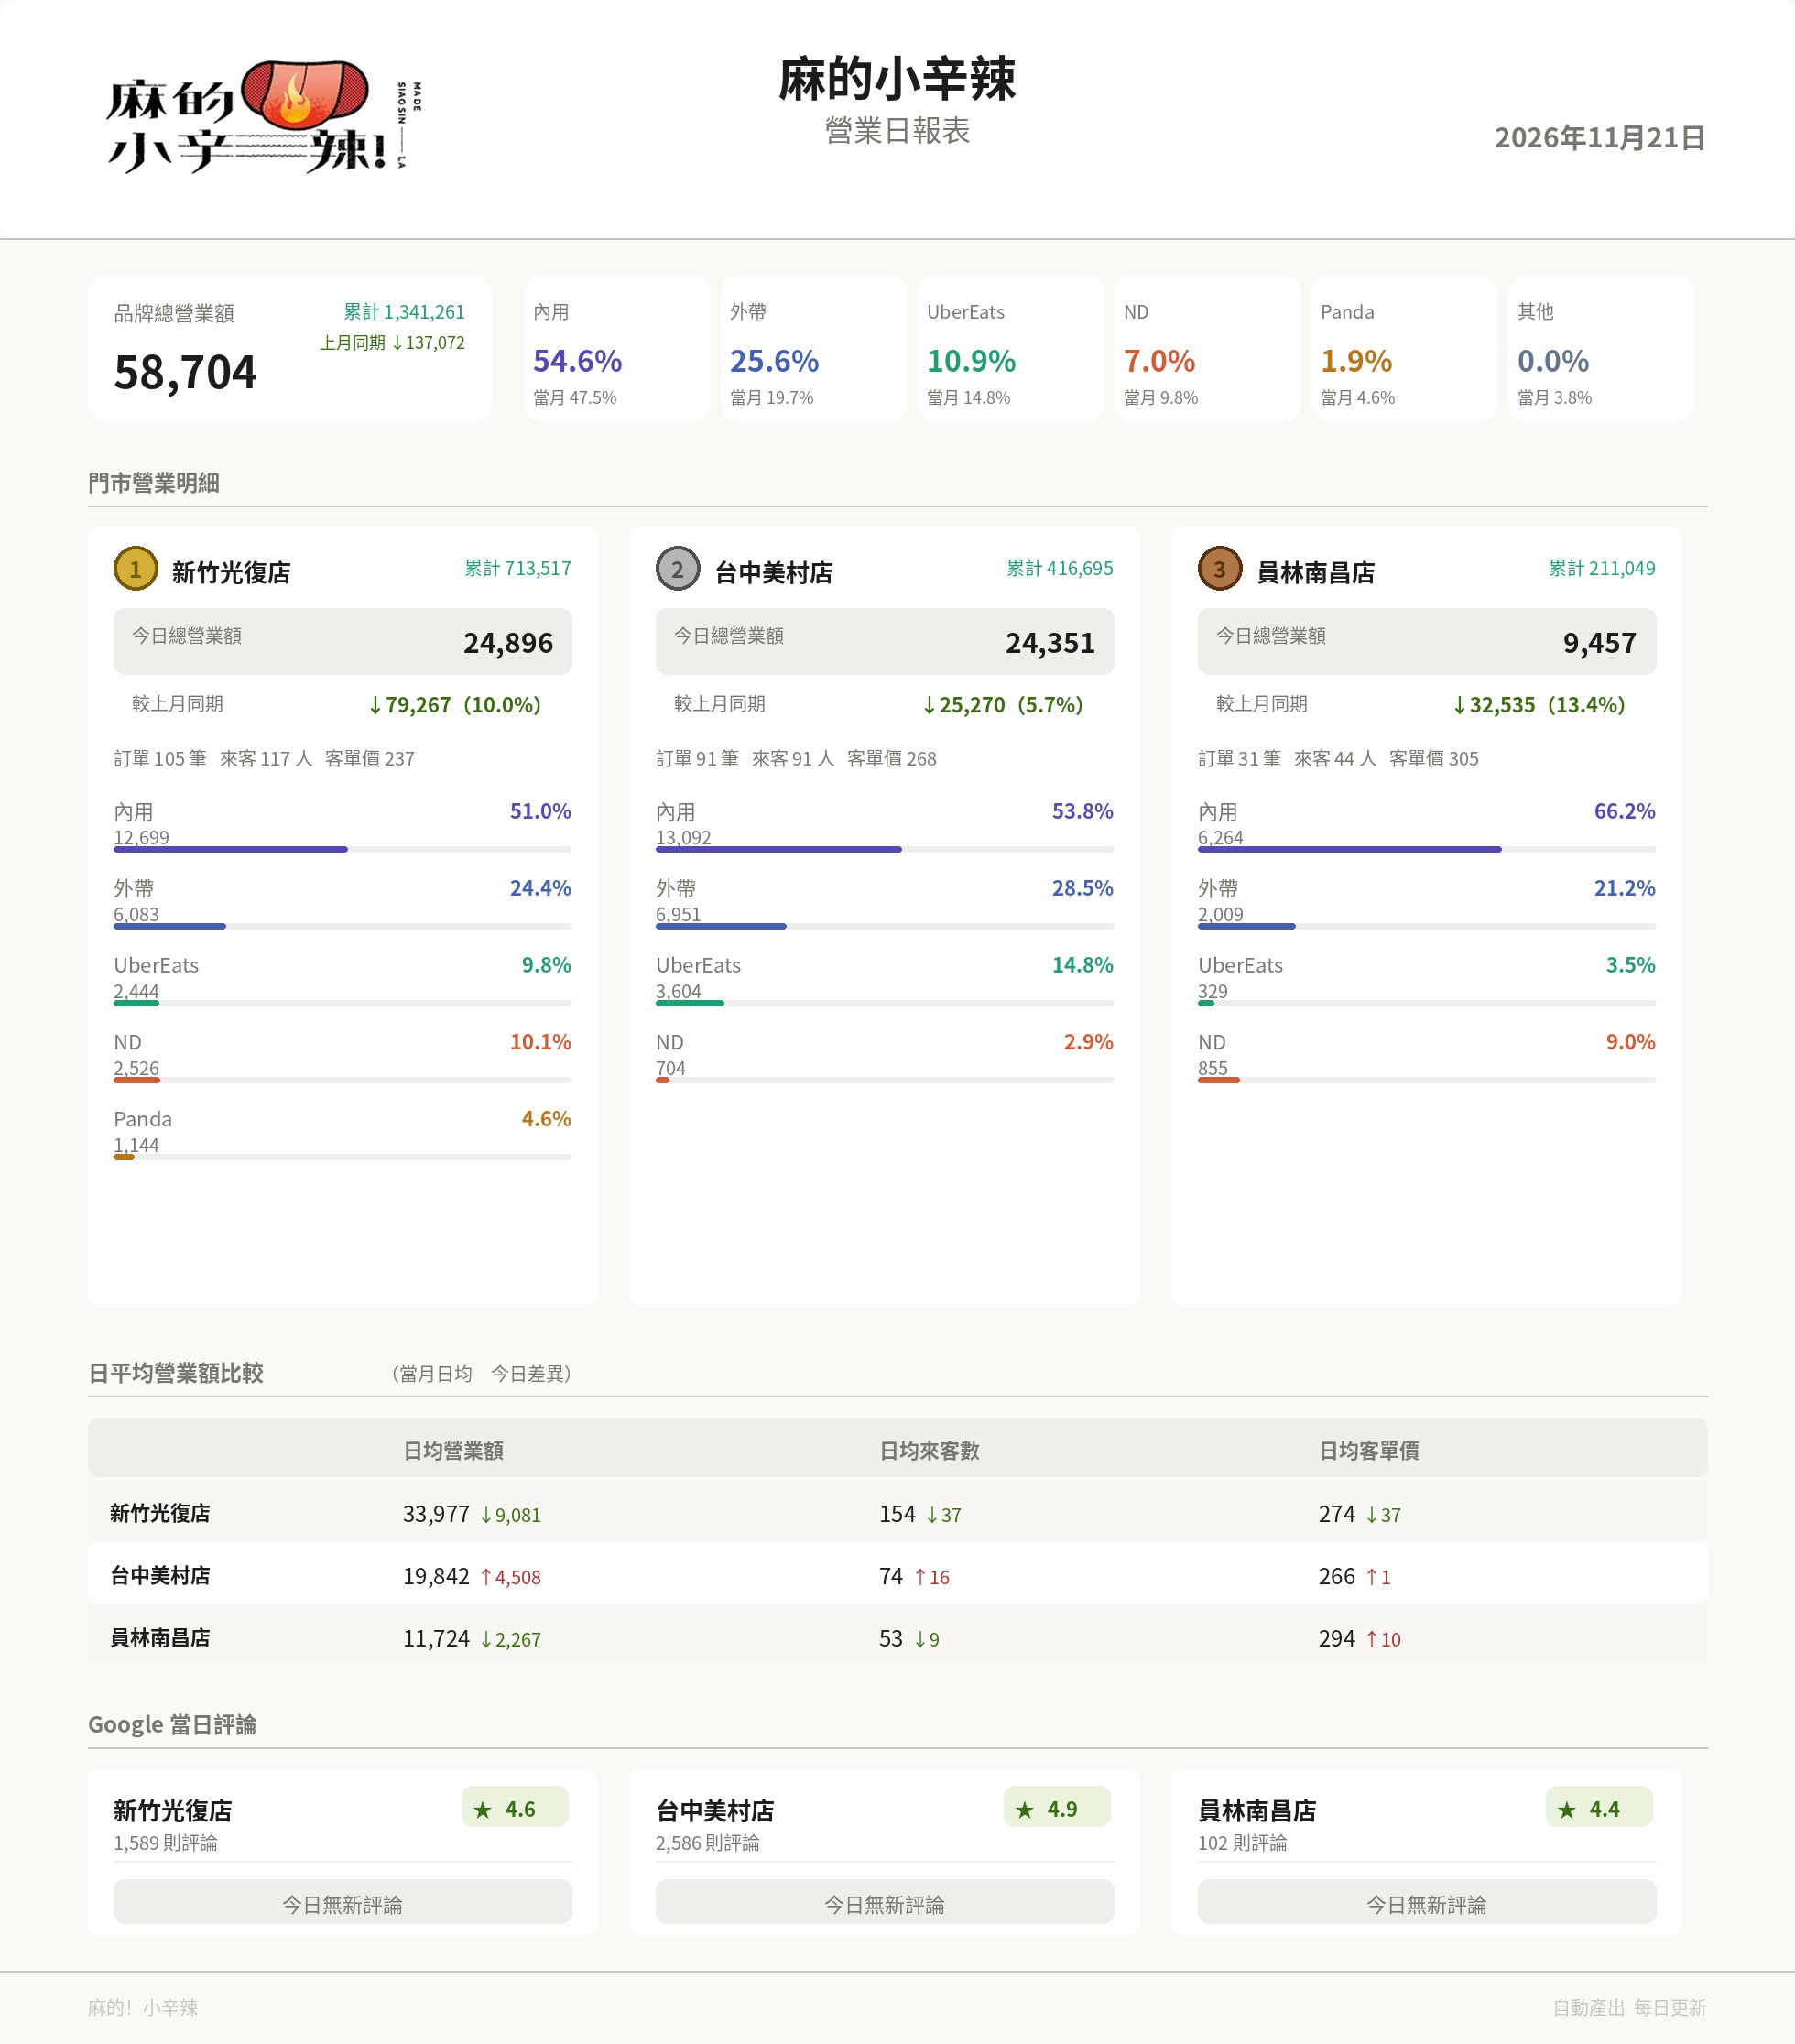 麻的
小辛辣!
MADE
SIAO SIN — LA
麻的小辛辣
營業日報表
2026年11月21日
品牌總營業額
累計 1,341,261
上月同期 ↓137,072
58,704
內用
54.6%
當月 47.5%
外帶
25.6%
當月 19.7%
UberEats
10.9%
當月 14.8%
ND
7.0%
當月 9.8%
Panda
1.9%
當月 4.6%
其他
0.0%
當月 3.8%
門市營業明細
1 新竹光復店 累計 713,517
今日總營業額 24,896
較上月同期 ↓79,267（10.0%）
訂單 105 筆 來客 117 人 客單價 237
內用 51.0%
12,699
外帶 24.4%
6,083
UberEats 9.8%
2,444
ND 10.1%
2,526
Panda 4.6%
1,144
2 台中美村店 累計 416,695
今日總營業額 24,351
較上月同期 ↓25,270（5.7%）
訂單 91 筆 來客 91 人 客單價 268
內用 53.8%
13,092
外帶 28.5%
6,951
UberEats 14.8%
3,604
ND 2.9%
704
3 員林南昌店 累計 211,049
今日總營業額 9,457
較上月同期 ↓32,535（13.4%）
訂單 31 筆 來客 44 人 客單價 305
內用 66.2%
6,264
外帶 21.2%
2,009
UberEats 3.5%
329
ND 9.0%
855
日平均營業額比較 （當月日均 今日差異）
日均營業額 日均來客數 日均客單價
新竹光復店 33,977 ↓9,081 154 ↓37 274 ↓37
台中美村店 19,842 ↑4,508 74 ↑16 266 ↑1
員林南昌店 11,724 ↓2,267 53 ↓9 294 ↑10
Google 當日評論
新竹光復店 ★ 4.6
1,589 則評論
今日無新評論
台中美村店 ★ 4.9
2,586 則評論
今日無新評論
員林南昌店 ★ 4.4
102 則評論
今日無新評論
麻的！小辛辣
自動產出 每日更新